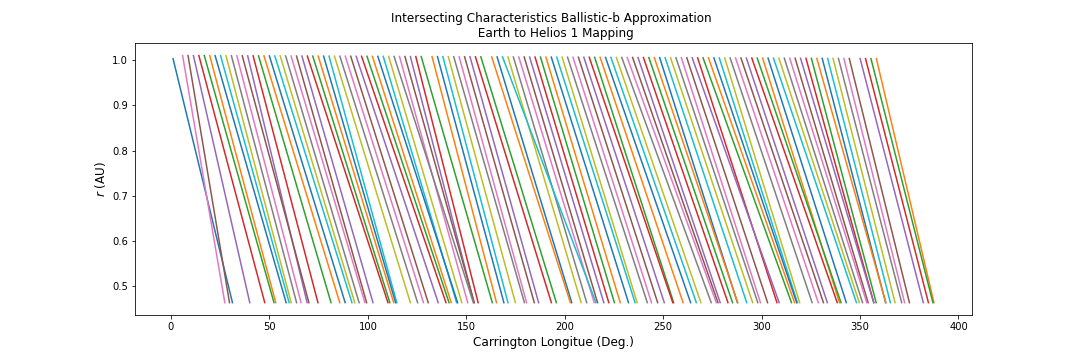 Intersecting Characteristics Ballistic-b Approximation
Earth to Helios 1 Mapping
1.0
0.9
0.8
0.7
0.6
0.5
r (AU)
0 50 100 150 200 250 300 350 400
Carrington Longitue (Deg.)